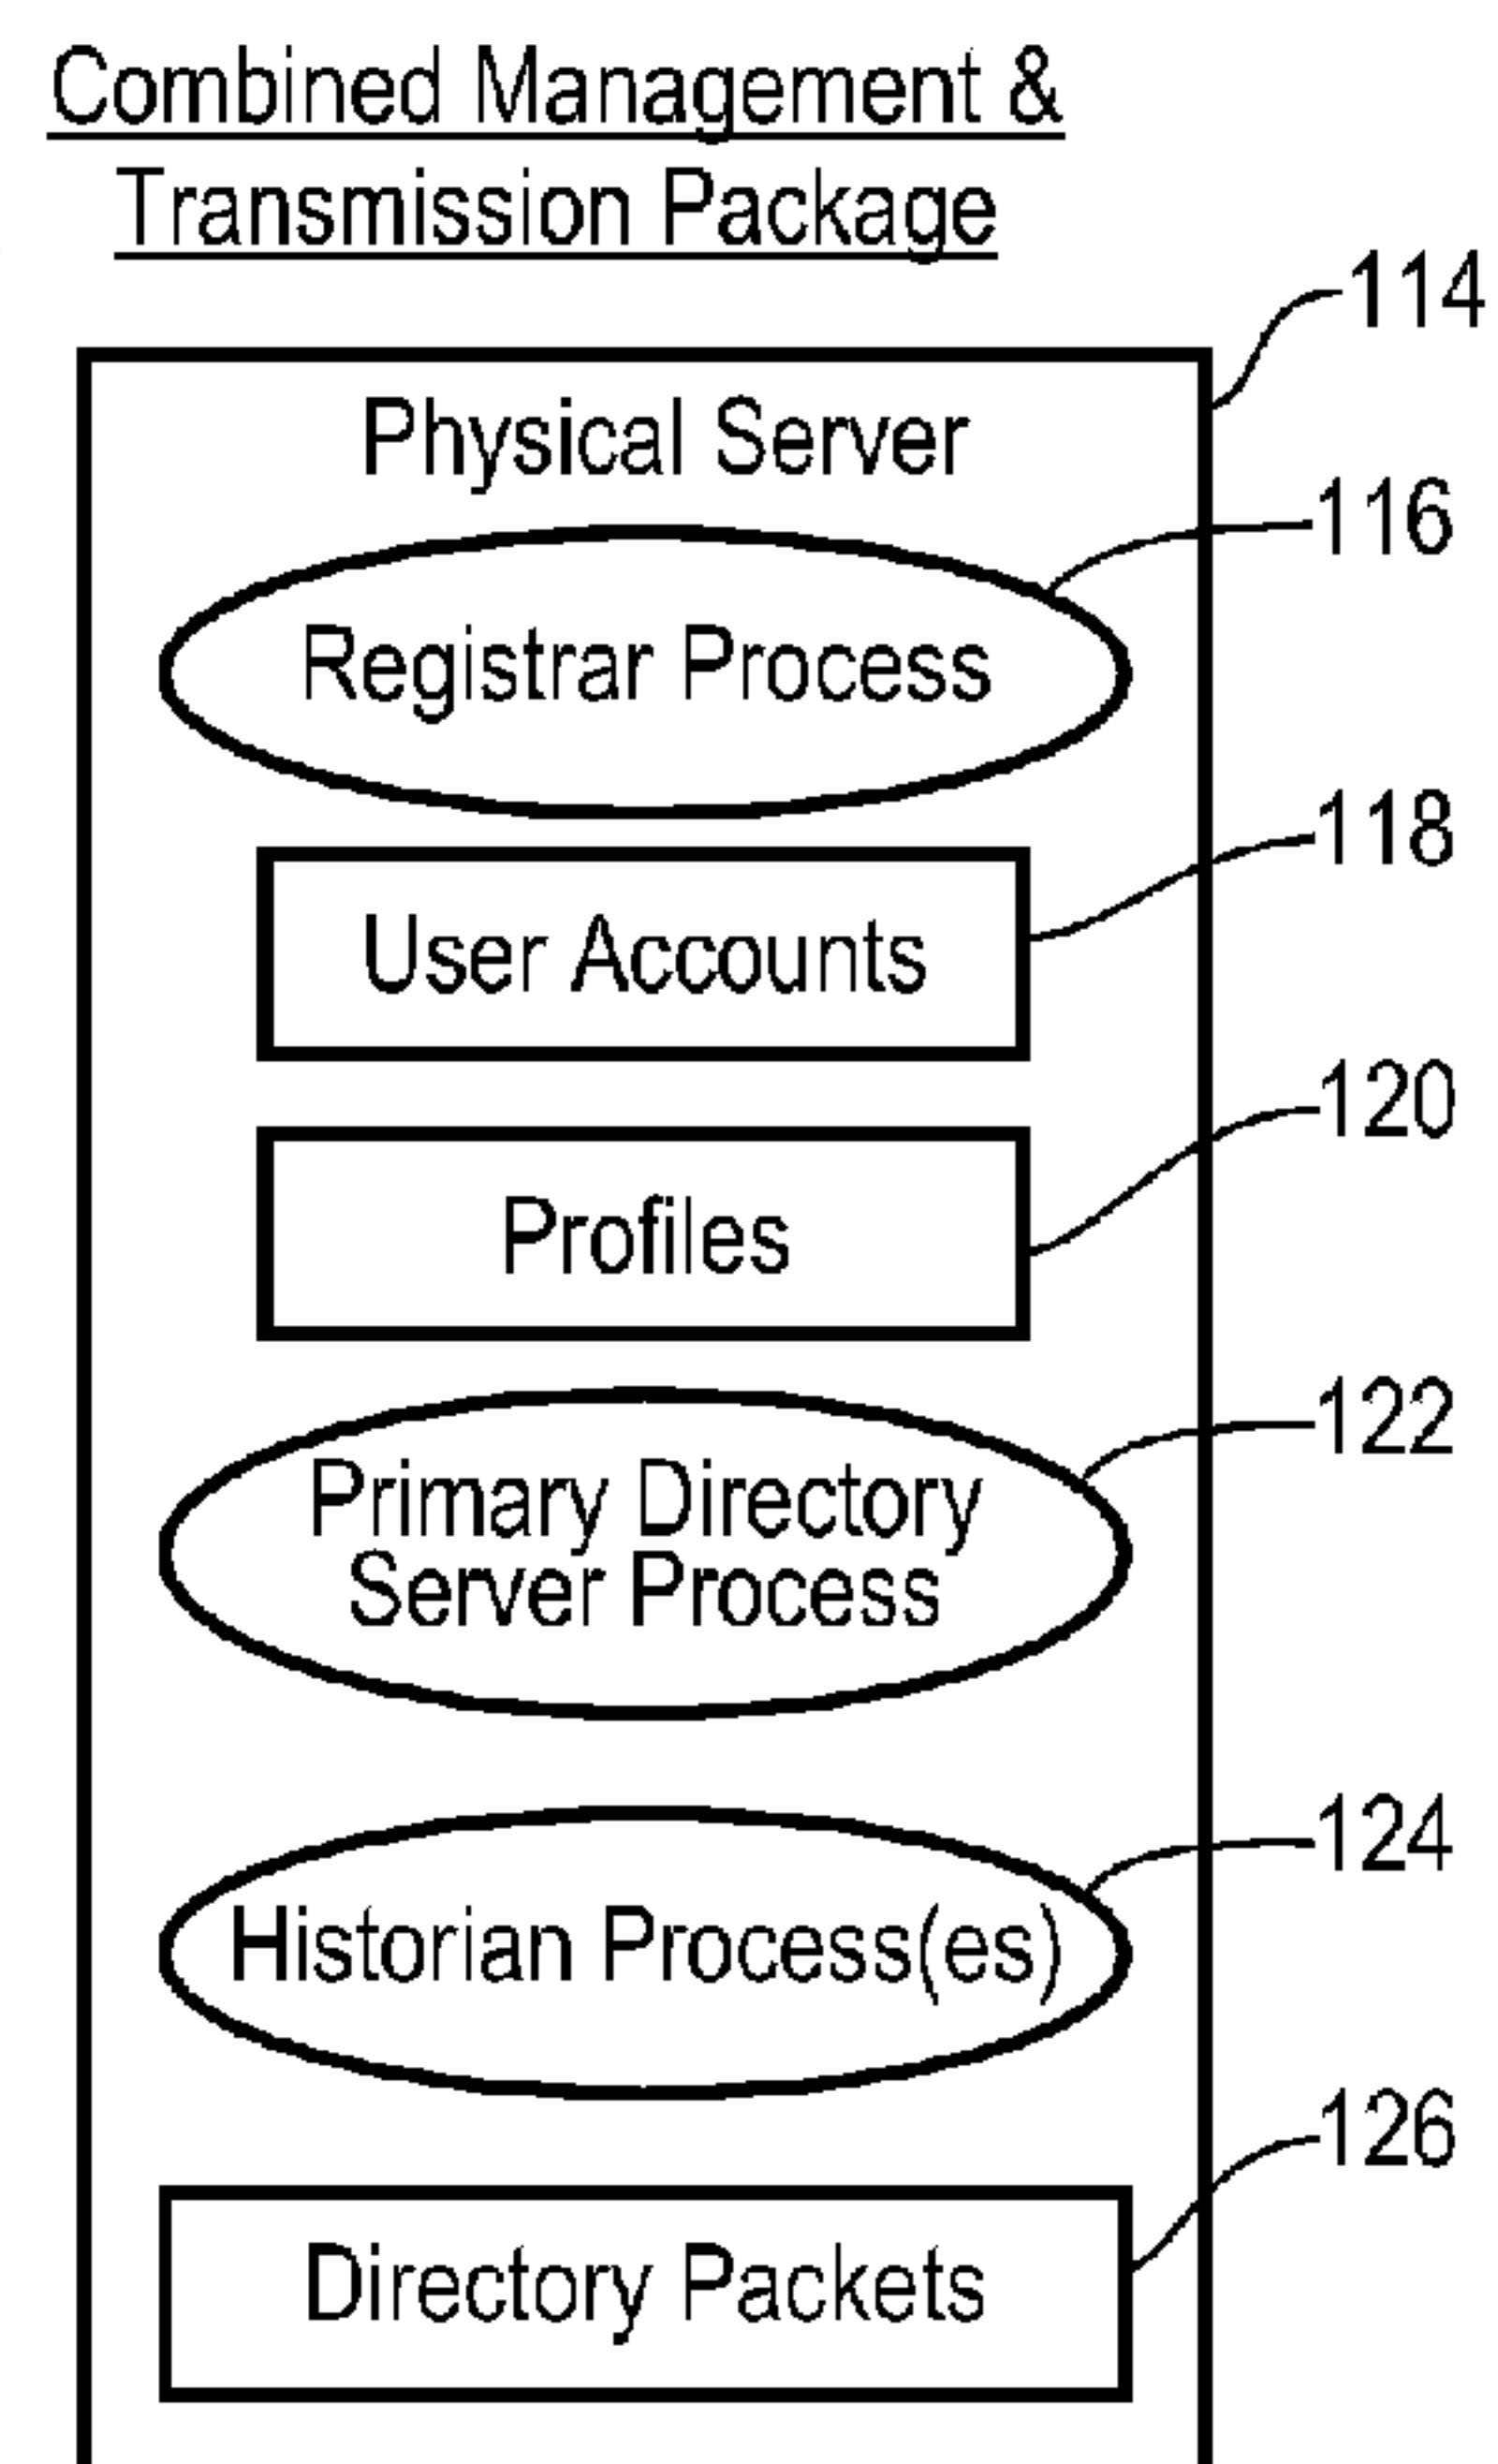 Combined Management &
Transmission Package
114
Physical Server
116
Registrar Process
118
User Accounts
120
Profiles
122
Primary Directory
Server Process
124
Historian Process(es)
126
Directory Packets